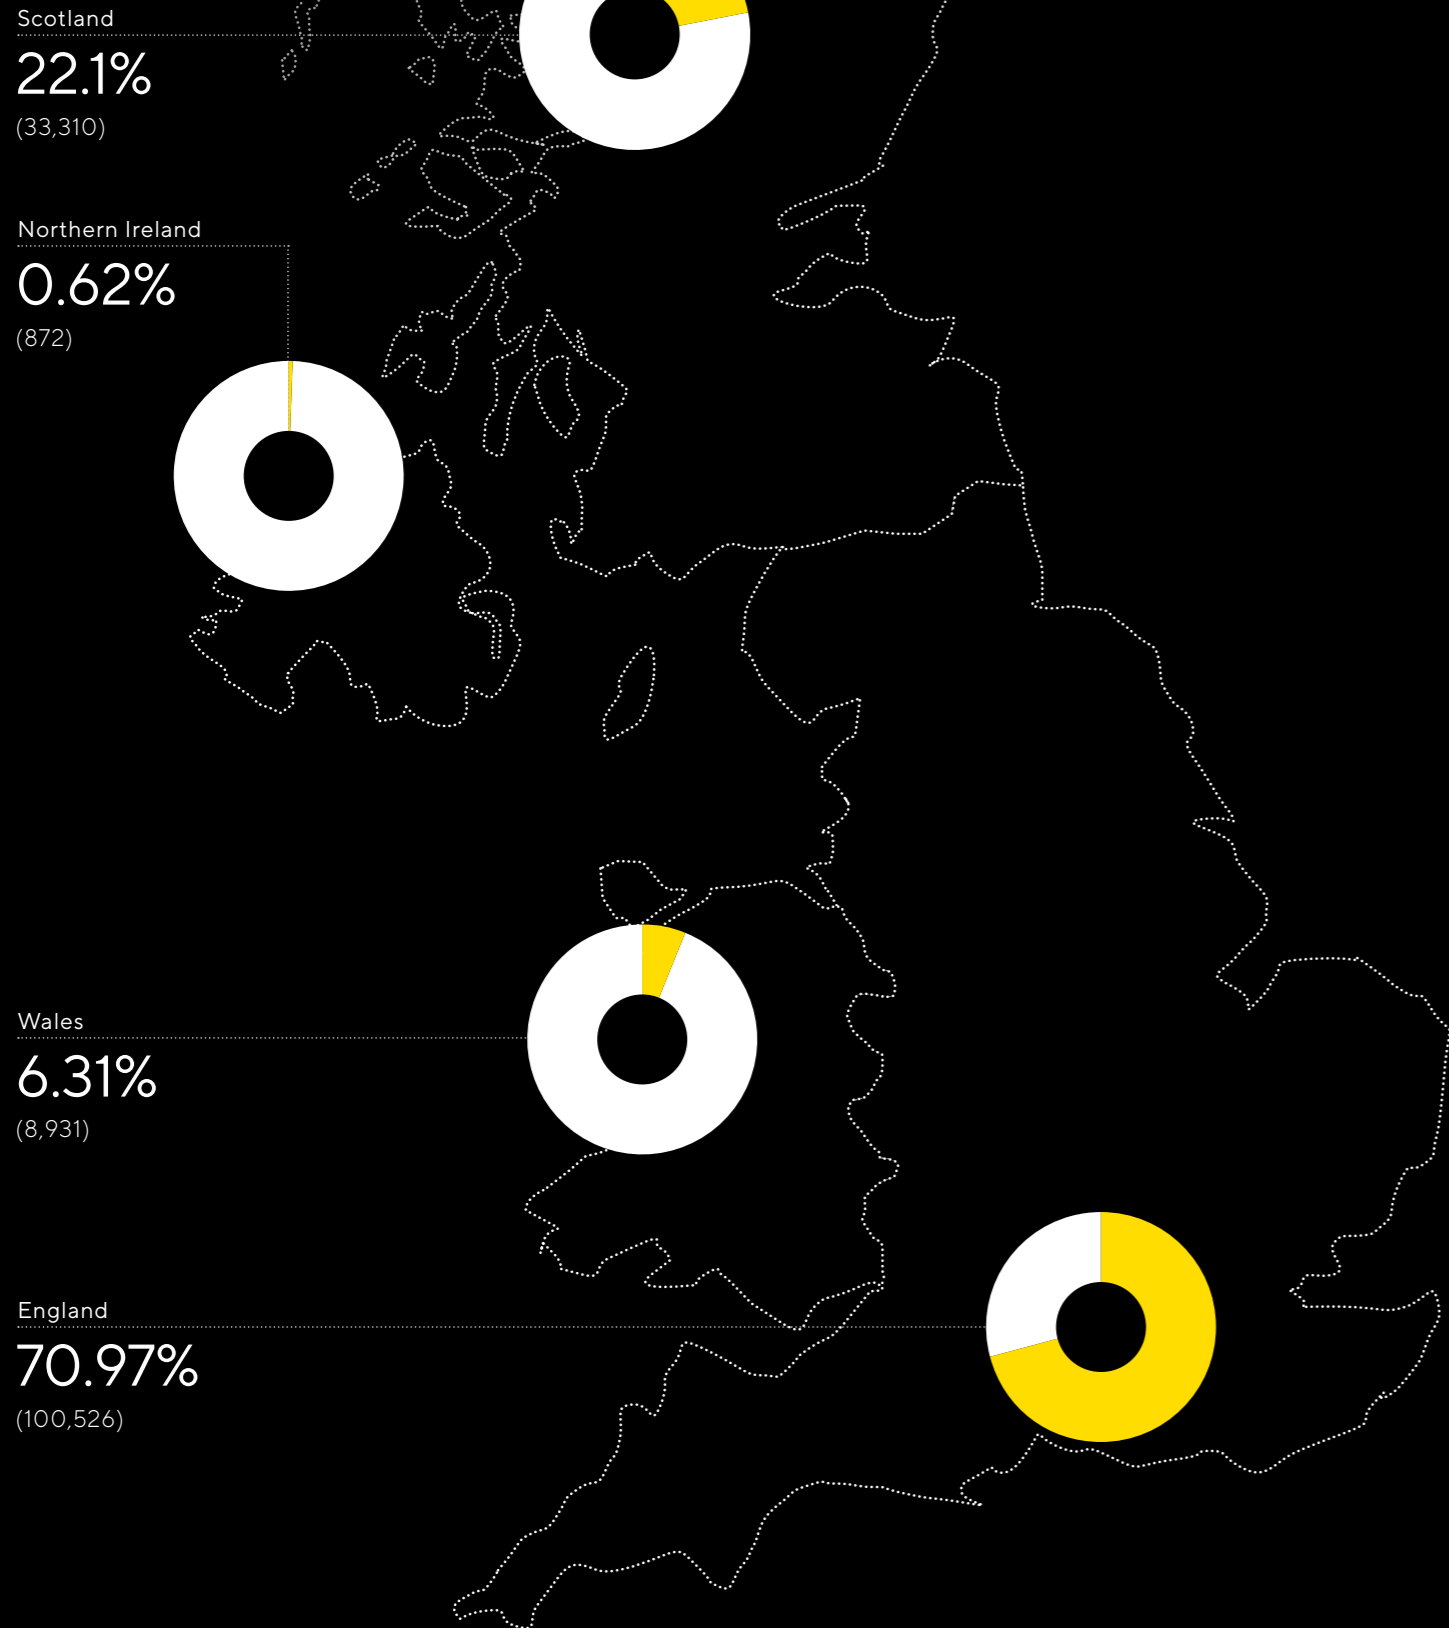 Scotland
22.1%
(33,310)
Northern Ireland
0.62%
(872)
Wales
6.31%
(8,931)
England
70.97%
(100,526)